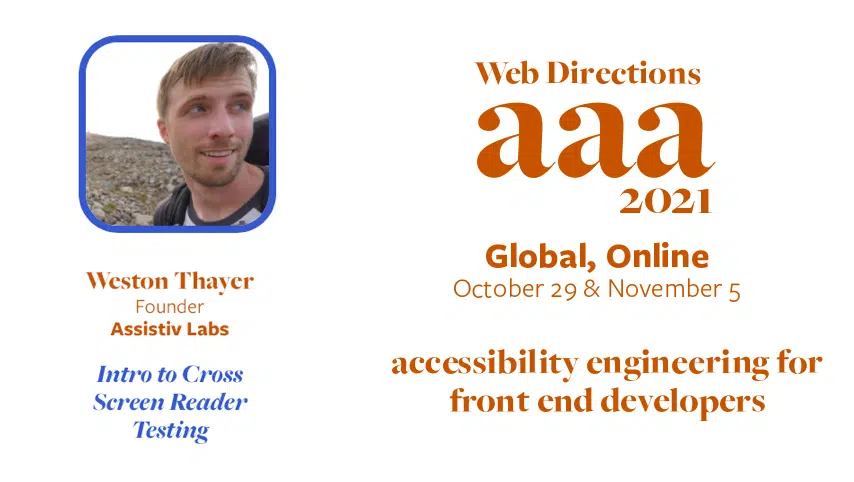 Weston Thayer
Founder
Assistiv Labs
Intro to Cross
Screen Reader
Testing
Web Directions
aaa
2021
Global, Online
October 29 & November 5
accessibility engineering for
front end developers